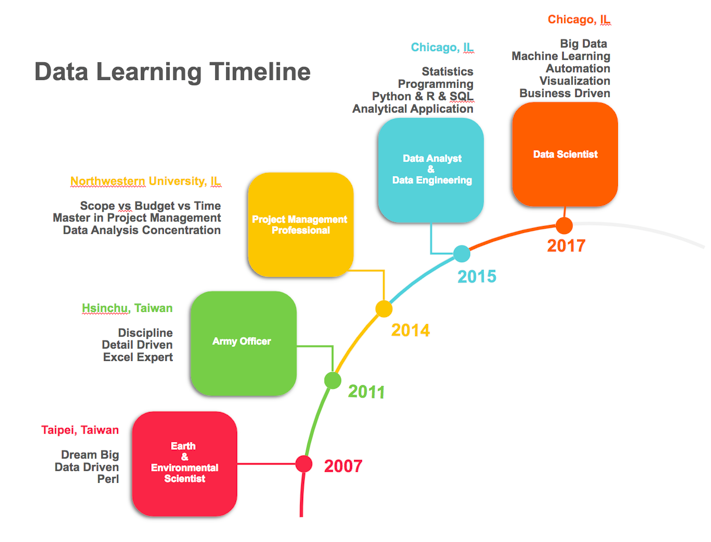 Data Learning Timeline
Chicago, IL
Big Data
Machine Learning
Automation
Visualization
Business Driven
Data Scientist
2017
Chicago, IL
Statistics
Programming
Python & R & SQL
Analytical Application
Data Analyst
&
Data Engineering
2015
Northwestern University, IL
Scope vs Budget vs Time
Master in Project Management
Data Analysis Concentration
Project Management
Professional
2014
Hsinchu, Taiwan
Discipline
Detail Driven
Excel Expert
Army Officer
2011
Taipei, Taiwan
Dream Big
Data Driven
Perl
Earth
&
Environmental
Scientist
2007